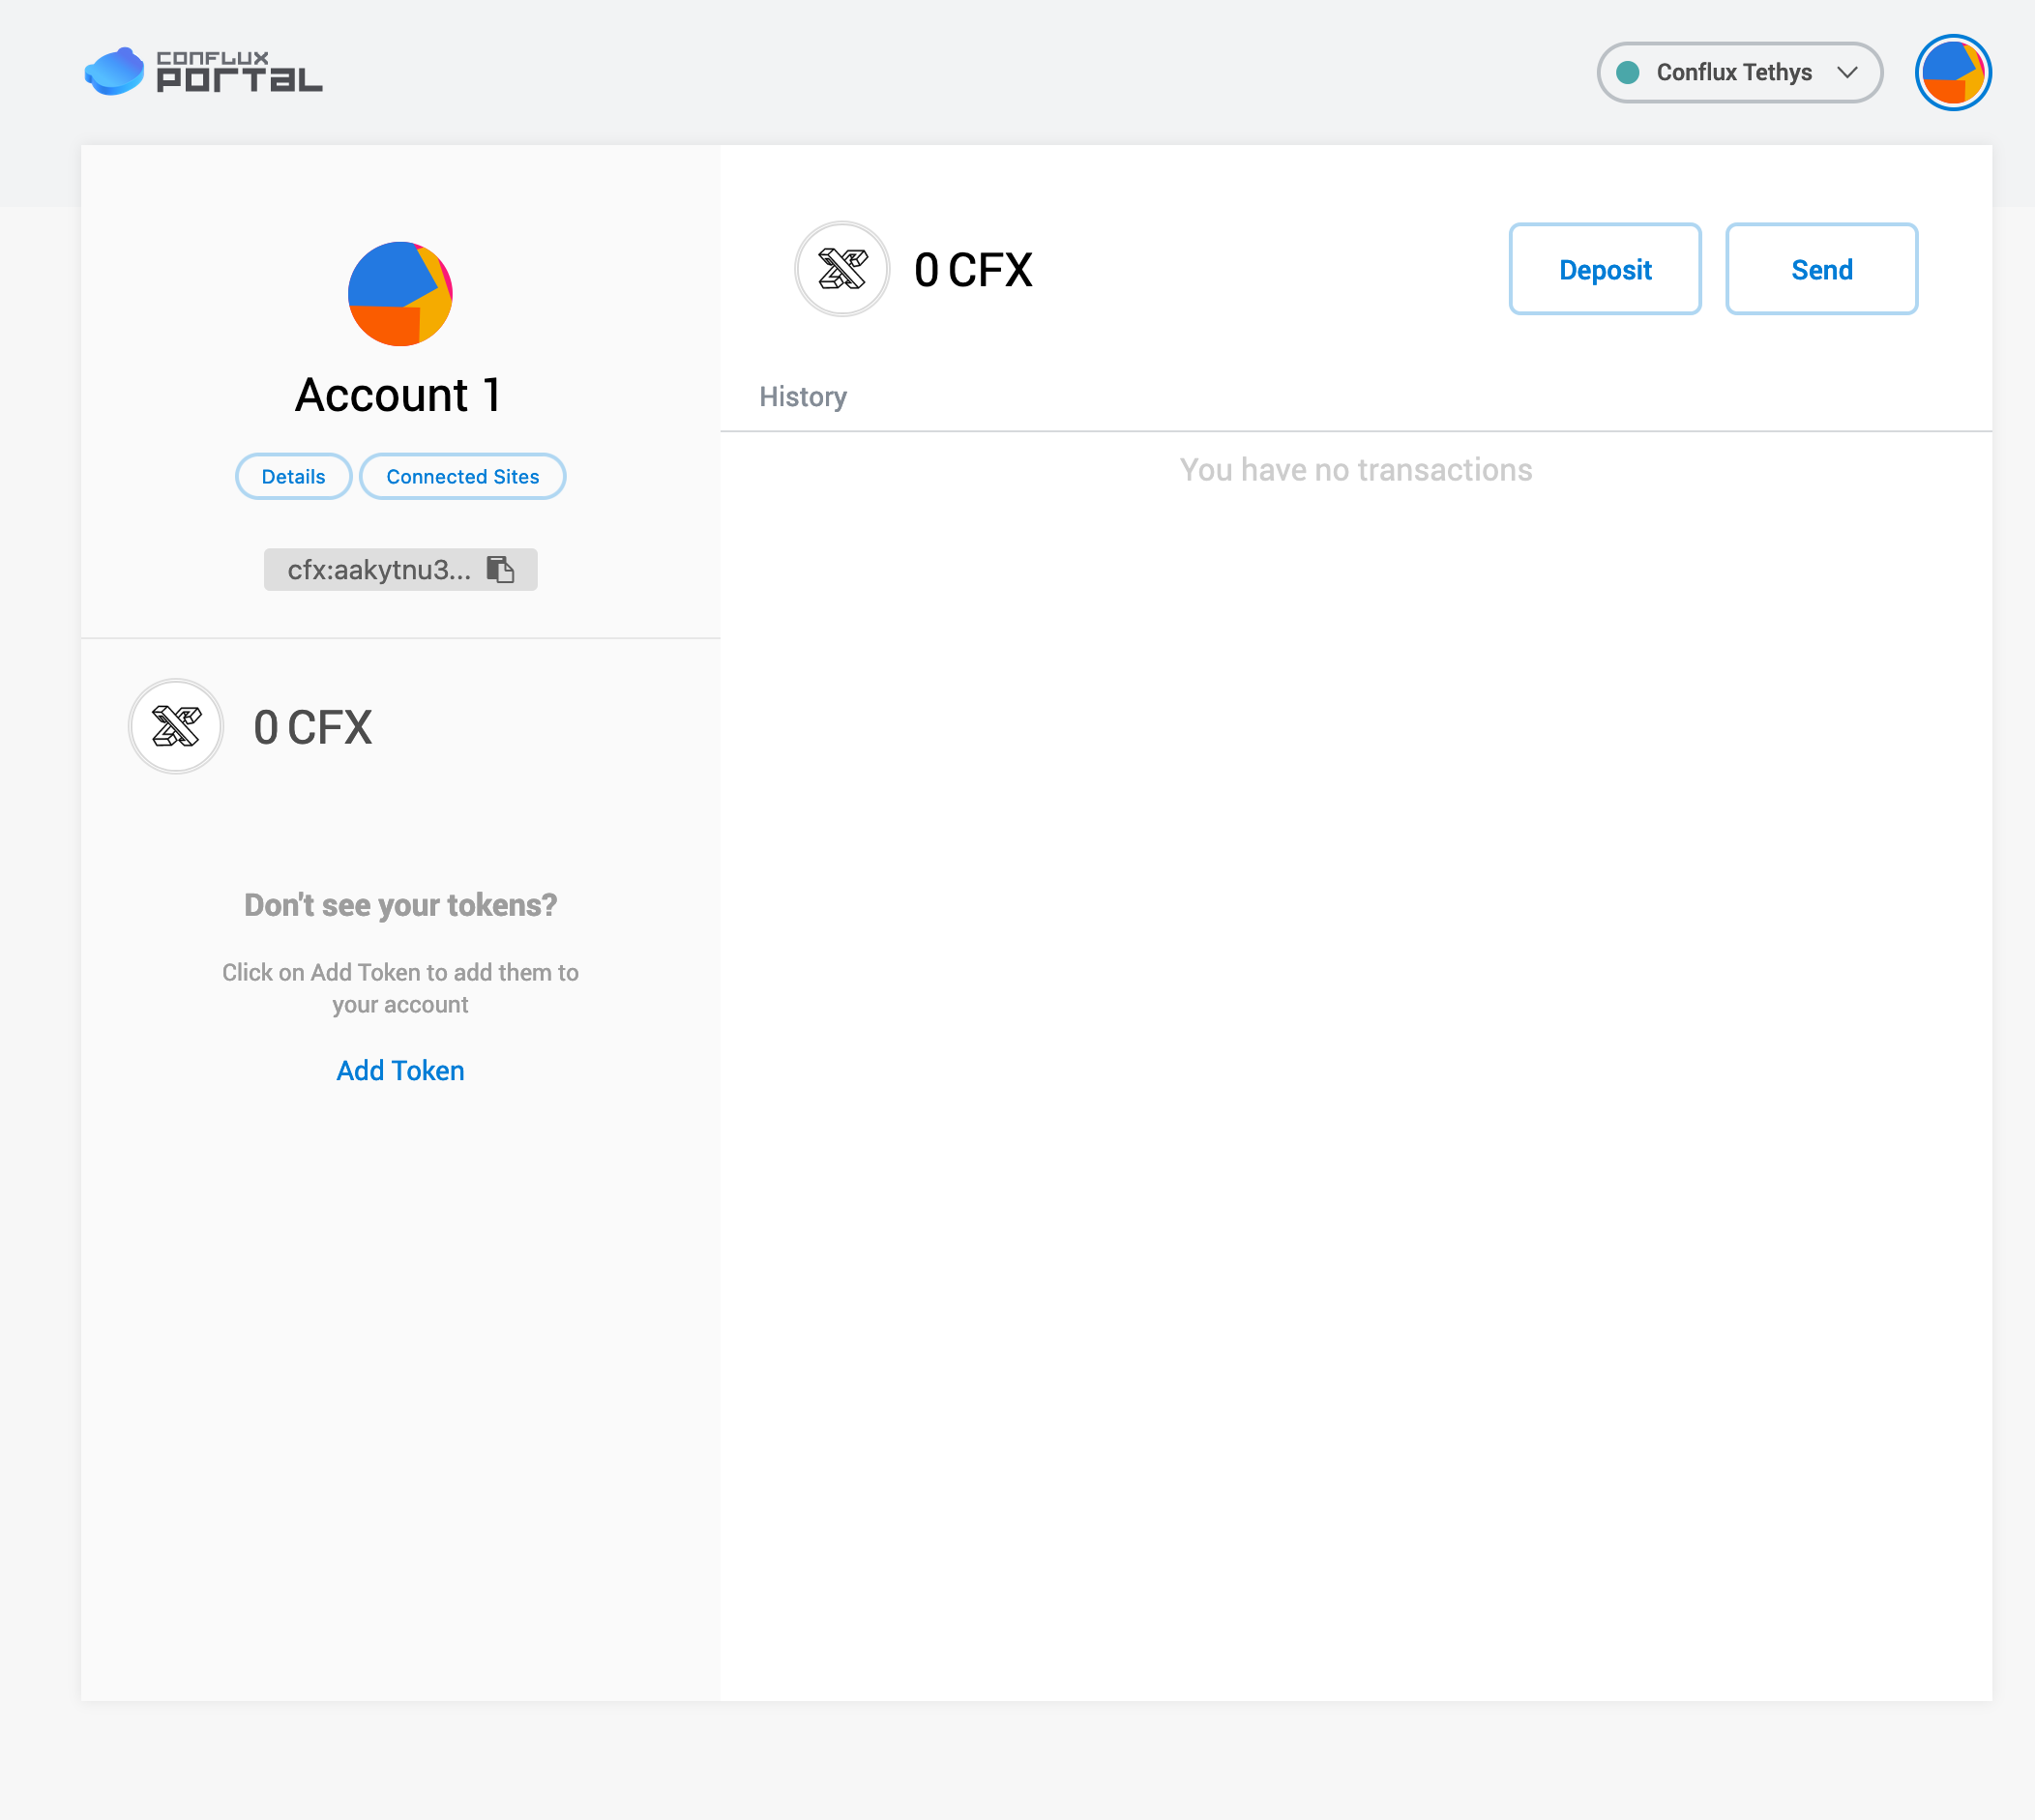 CONFLUX
PORTAL
Conflux Tethys
Account 1
Details
Connected Sites
cfx:aakytnu3...
0 CFX
Don't see your tokens?
Click on Add Token to add them to
your account
Add Token
0 CFX
Deposit
Send
History
You have no transactions